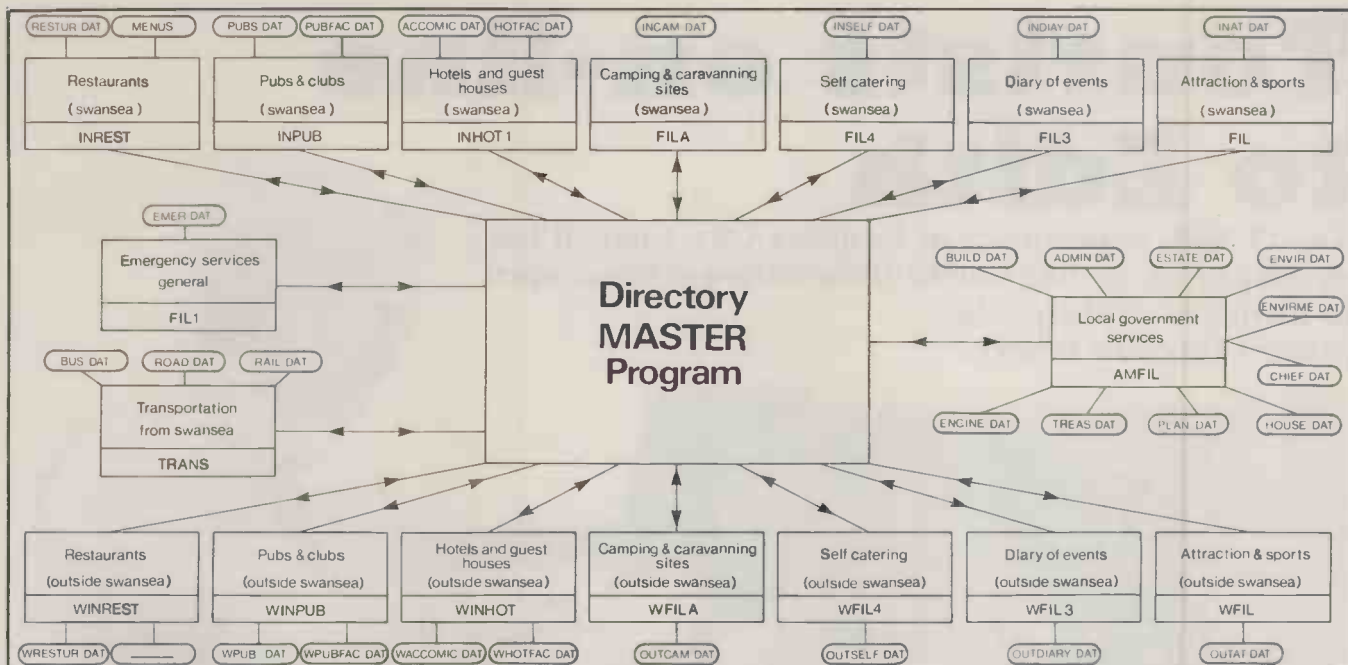 RESTUR DAT MENUS PUBS DAT PUBFAC DAT ACCOMIC DAT HOTFAC DAT INCAM DAT INSELF DAT INDIAY DAT INAT DAT
Restaurants
(swansea)
INREST
Pubs & clubs
(swansea)
INPUB
Hotels and guest
houses
(swansea)
INHOT 1
Camping & caravanning
sites
(swansea)
FILA
Self catering
(swansea)
FIL4
Diary of events
(swansea)
FIL3
Attraction & sports
(swansea)
FIL
EMER DAT
Emergency services
general
FIL1
BUS DAT ROAD DAT RAIL DAT
Transportation
from swansea
TRANS
Directory
MASTER
Program
BUILD DAT ADMIN DAT ESTATE DAT ENVIR DAT
ENVIRME DAT
Local government
services
AMFIL
CHIEF DAT
ENGINE DAT TREAS DAT PLAN DAT HOUSE DAT
Restaurants
(outside swansea)
WINREST
Pubs & clubs
(outside swansea)
WINPUB
Hotels and guest
houses
(outside swansea)
WINHOT
Camping & caravanning
sites
(outside swansea)
WFILA
Self catering
(outside swansea)
WFIL4
Diary of events
(outside swansea)
WFIL3
Attraction & sports
(outside swansea)
WFIL
WRESTUR DAT WPUB DAT WPUBFAC DAT WACCOMIC DAT WHOTFAC DAT OUTCAM DAT OUTSELF DAT OUTDIARY DAT OUTAT DAT